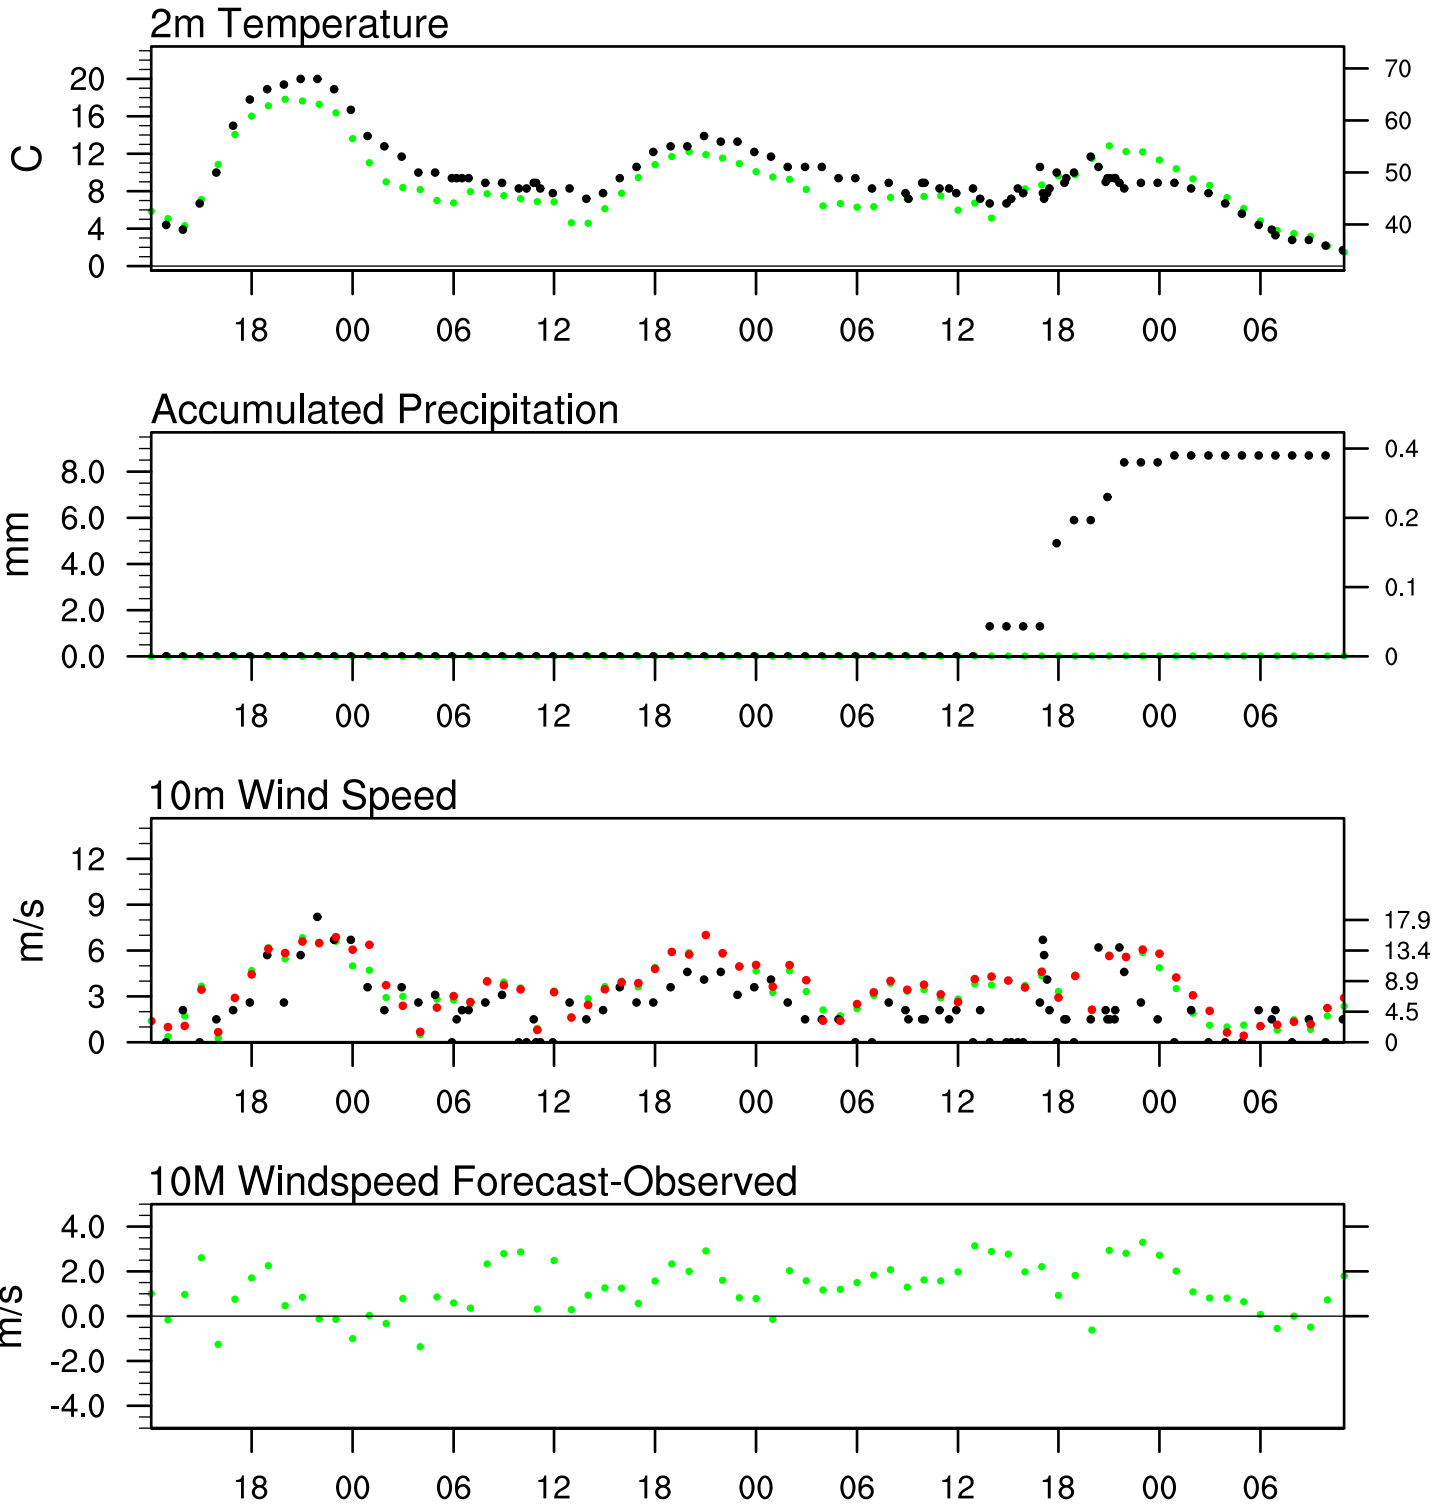 2m Temperature
C
20
16
12
8
4
0
70
60
50
40
18 00 06 12 18 00 06 12 18 00 06
Accumulated Precipitation
mm
8.0
6.0
4.0
2.0
0.0
0.4
0.2
0.1
0
18 00 06 12 18 00 06 12 18 00 06
10m Wind Speed
m/s
12
9
6
3
0
17.9
13.4
8.9
4.5
0
18 00 06 12 18 00 06 12 18 00 06
10M Windspeed Forecast-Observed
m/s
4.0
2.0
0.0
-2.0
-4.0
18 00 06 12 18 00 06 12 18 00 06